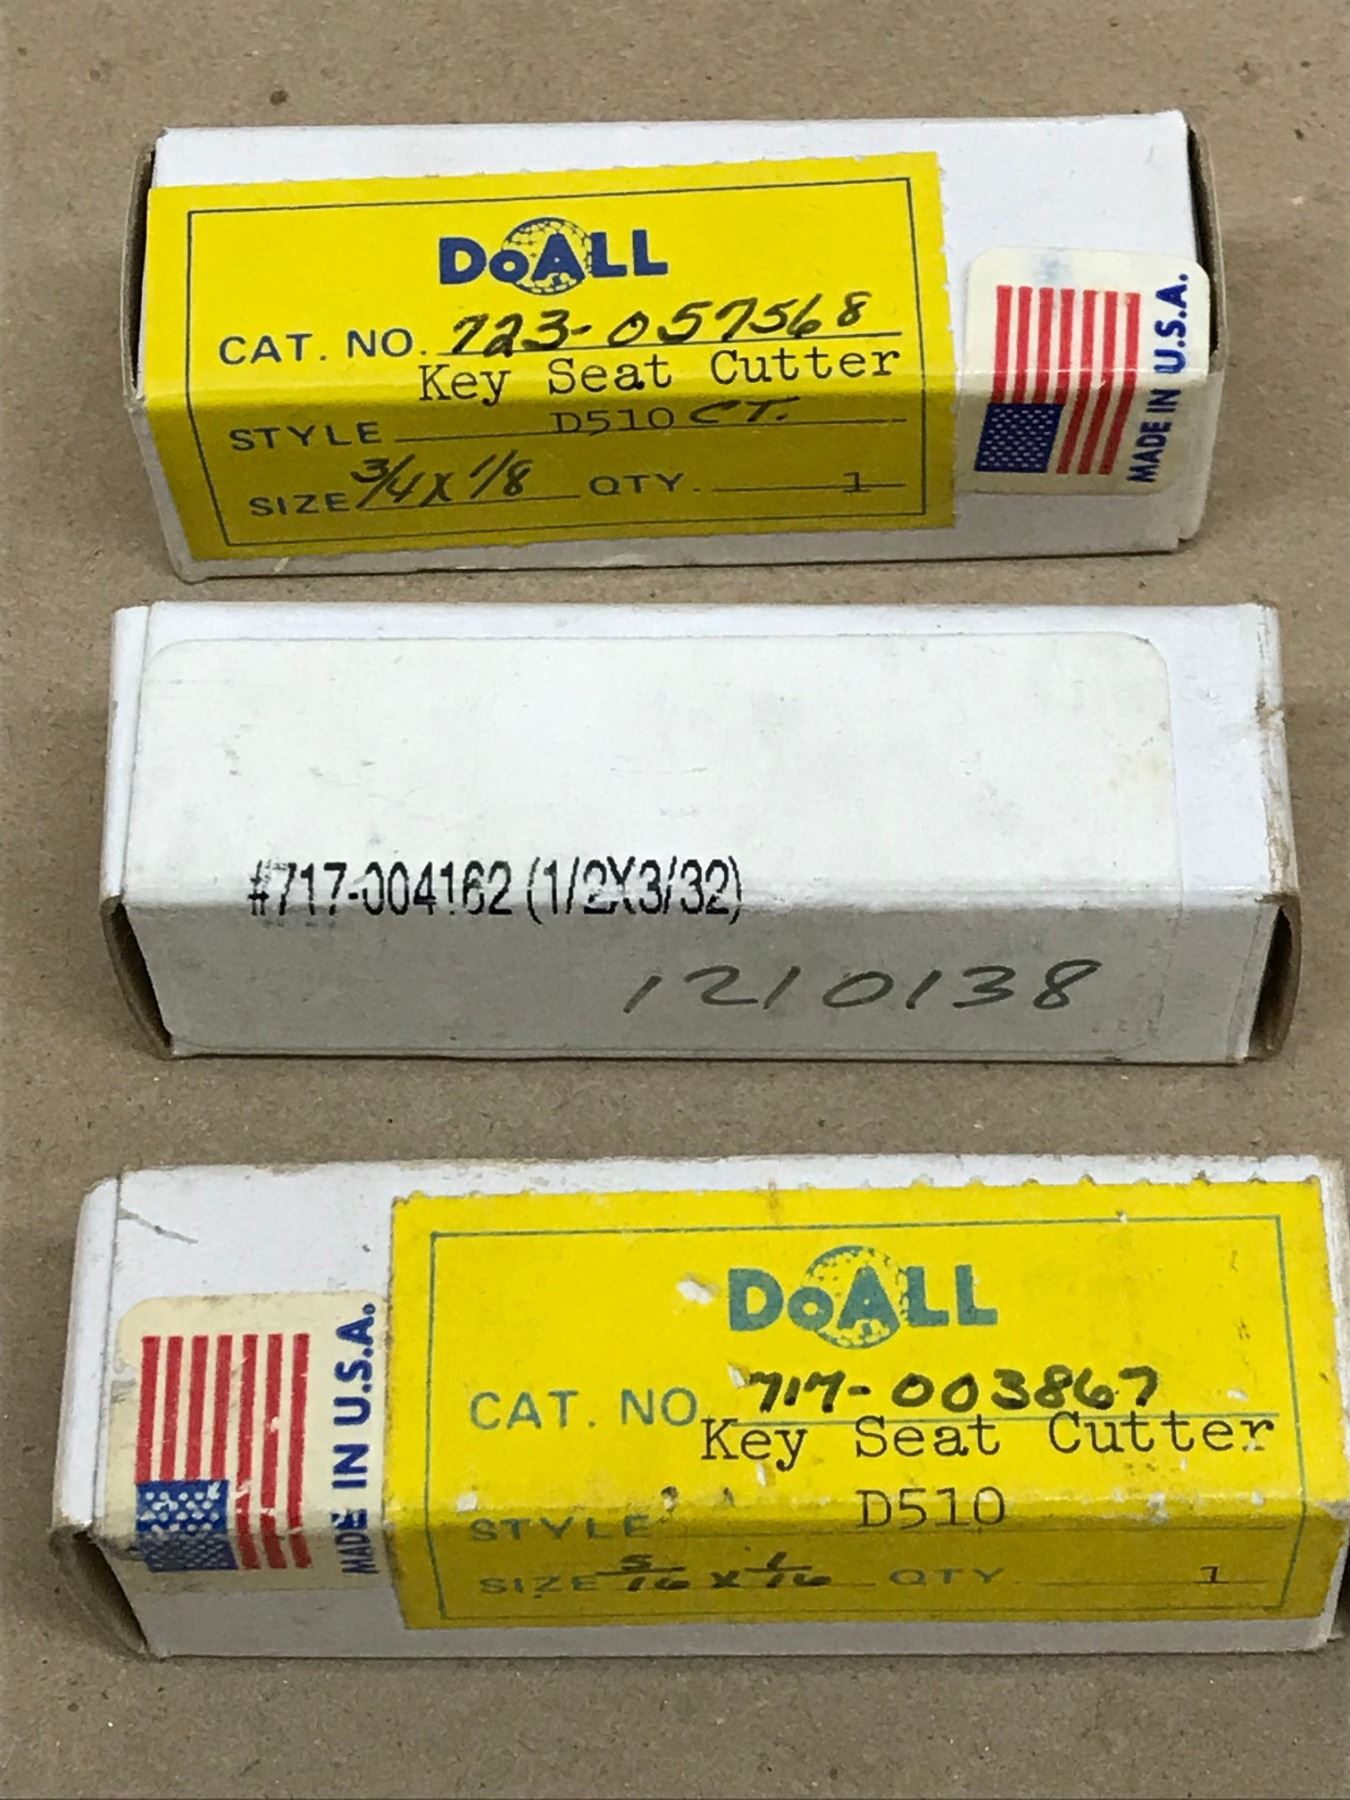 DoALL
CAT. NO. 723-057568
Key Seat Cutter
STYLE D510 CT.
SIZE 3/4 X 1/8 QTY. 1
MADE IN U.S.A.
#717-004162 (1/2X3/32)
1210138
MADE IN U.S.A.
DoALL
CAT. NO. 717-003867
Key Seat Cutter
STYLE D510
SIZE 5/16 X 1/16 QTY. 1